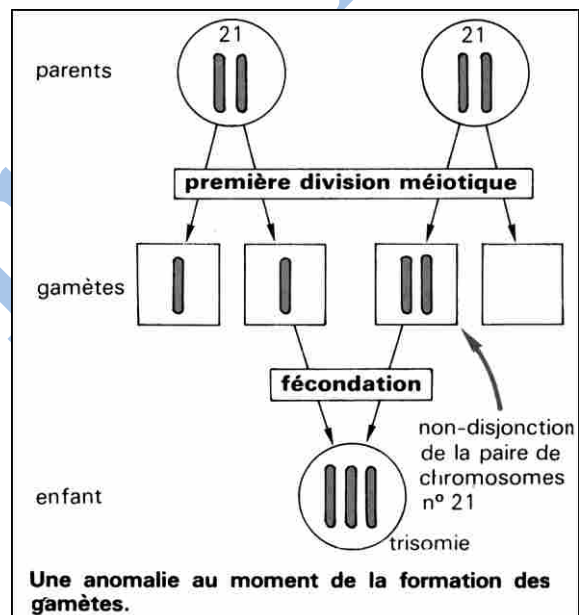 21
21
parents
première division méiotique
gamètes
fécondation
non-disjonction
de la paire de
chromosomes
nº 21
enfant
trisomie
Une anomalie au moment de la formation des
gamètes.